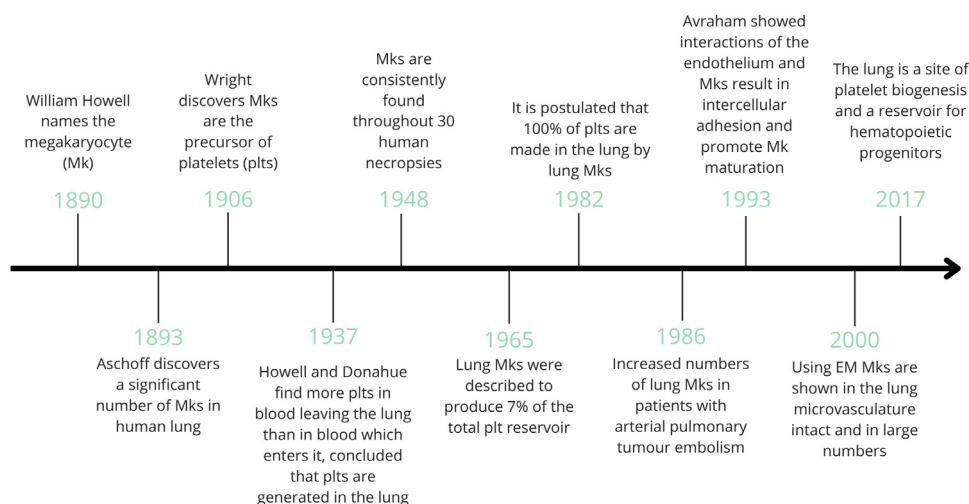 William Howell
names the
megakaryocyte
(Mk)
1890
Wright
discovers Mks
are the
precursor of
platelets (plts)
1906
Mks are
consistently
found
throughout 30
human
necropsies
1948
It is postulated that
100% of plts are
made in the lung by
lung Mks
1982
Avraham showed
interactions of the
endothelium and
Mks result in
intercellular
adhesion and
promote Mk
maturation
1993
The lung is a site of
platelet biogenesis
and a reservoir for
hematopoietic
progenitors
2017
1893
Aschoff discovers
a significant
number of Mks in
human lung
1937
Howell and Donahue
find more plts in
blood leaving the lung
than in blood which
enters it, concluded
that plts are
generated in the lung
1965
Lung Mks were
described to
produce 7% of the
total plt reservoir
1986
Increased numbers
of lung Mks in
patients with
arterial pulmonary
tumour embolism
2000
Using EM Mks are
shown in the lung
microvasculature
intact and in large
numbers